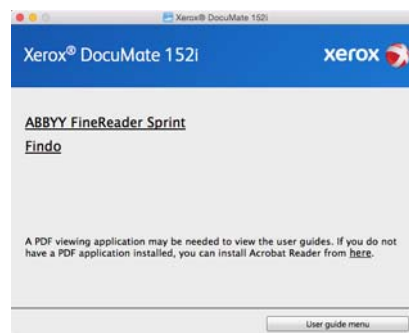 Xerox® DocuMate 152i
Xerox® DocuMate 152i
xerox
ABBYY FineReader Sprint
Findo
A PDF viewing application may be needed to view the user guides. If you do not
have a PDF application installed, you can install Acrobat Reader from here.
User guide menu